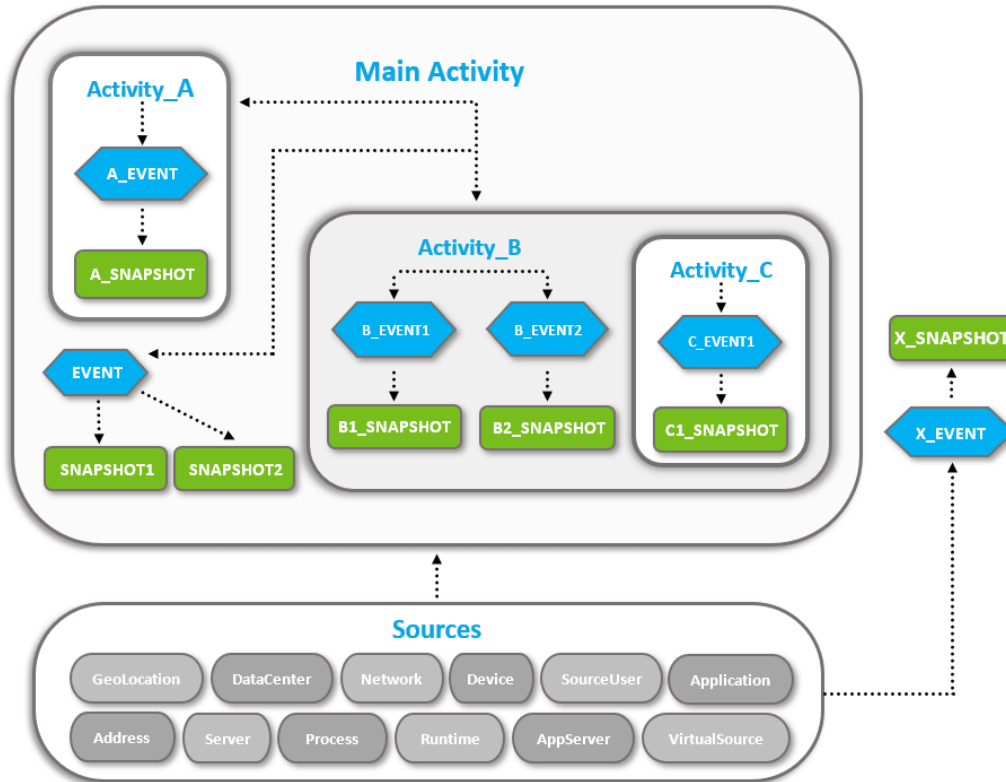 Main Activity
Activity_A
A_EVENT
A_SNAPSHOT
Activity_B
Activity_C
B_EVENT1
B_EVENT2
C_EVENT1
B1_SNAPSHOT
B2_SNAPSHOT
C1_SNAPSHOT
EVENT
SNAPSHOT1
SNAPSHOT2
X_SNAPSHOT
X_EVENT
Sources
GeoLocation
DataCenter
Network
Device
SourceUser
Application
Address
Server
Process
Runtime
AppServer
VirtualSource